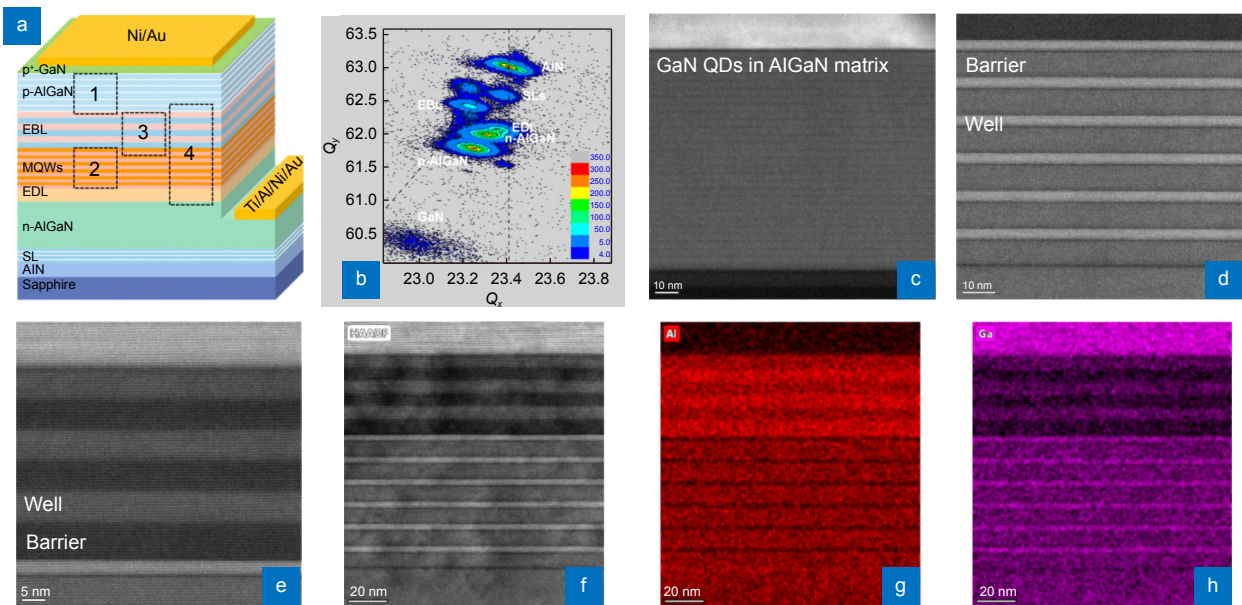 a
Ni/Au
p⁺-GaN
p-AlGaN
1
EBL
3
4
MQWs
2
EDL
Ti/Al/Ni/Au
n-AlGaN
SL
AlN
Sapphire
b
63.5
63.0
62.5
62.0
61.5
61.0
60.5
Qy
AlN
SLs
EBL
EDL
n-AlGaN
p-AlGaN
GaN
350.0
300.0
250.0
200.0
150.0
100.0
50.0
5.0
4.0
23.0 23.2 23.4 23.6 23.8
Qx
GaN QDs in AlGaN matrix
10 nm
c
Barrier
Well
10 nm
d
Well
Barrier
5 nm
e
HAADF
20 nm
f
Al
20 nm
g
Ga
20 nm
h